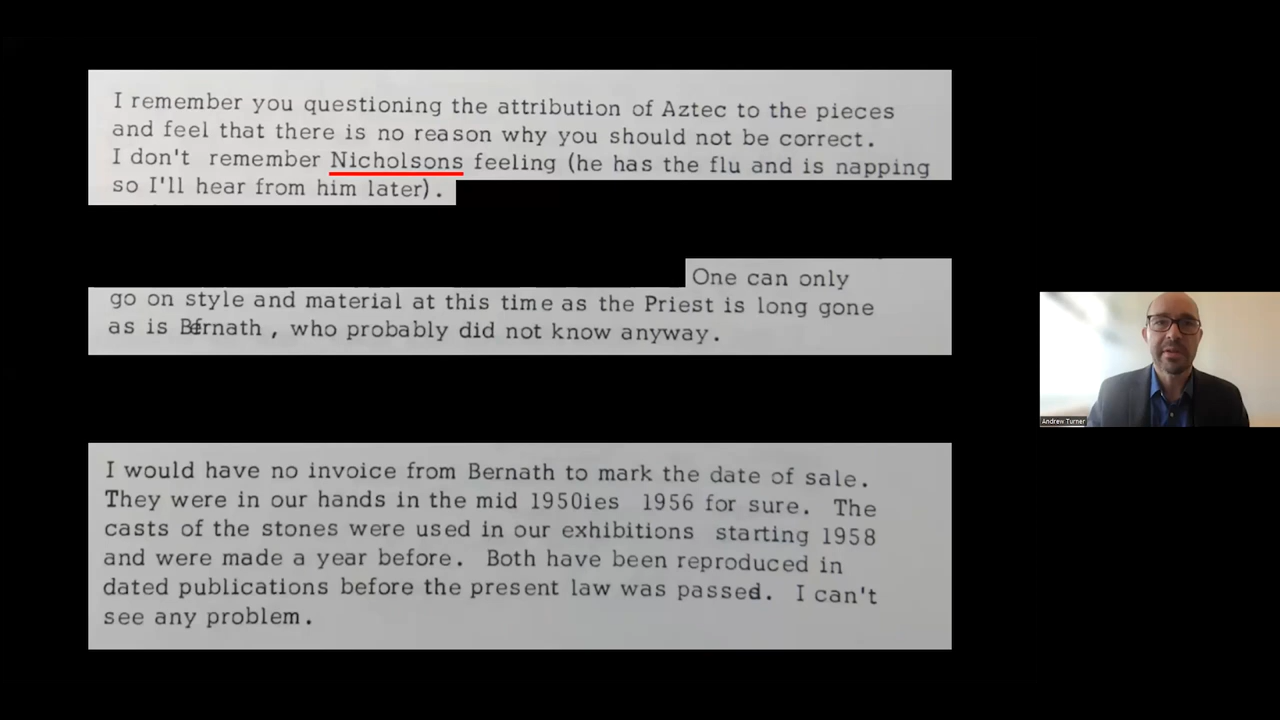 I remember you questioning the attribution of Aztec to the pieces
and feel that there is no reason why you should not be correct.
I don't remember Nicholsons feeling (he has the flu and is napping
so I'll hear from him later).
One can only
go on style and material at this time as the Priest is long gone
as is Bernath, who probably did not know anyway.
I would have no invoice from Bernath to mark the date of sale.
They were in our hands in the mid 1950ies 1956 for sure. The
casts of the stones were used in our exhibitions starting 1958
and were made a year before. Both have been reproduced in
dated publications before the present law was passed. I can't
see any problem.
Andrew Turner